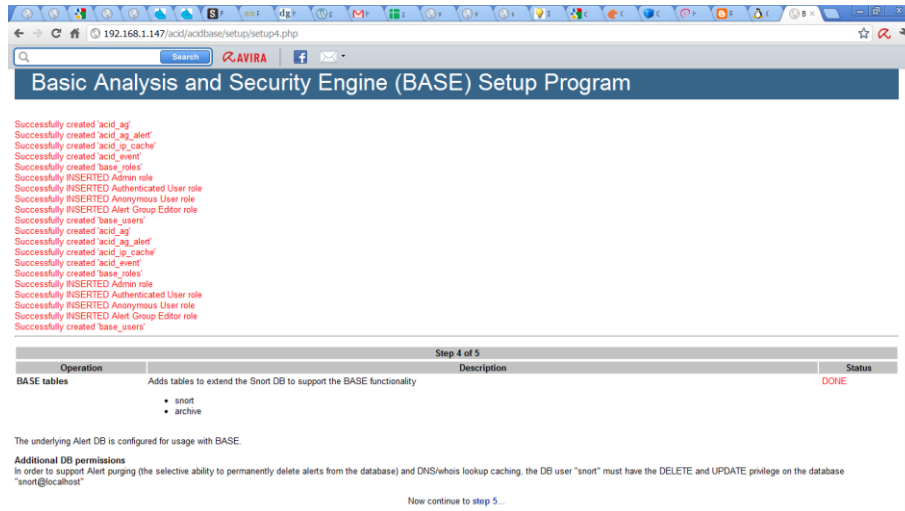 192.168.1.147/acid/acidbase/setup/setup4.php
Search
AVIRA
Basic Analysis and Security Engine (BASE) Setup Program
Successfully created 'acid_ag'
Successfully created 'acid_ag_alert'
Successfully created 'acid_ip_cache'
Successfully created 'acid_event'
Successfully created 'base_roles'
Successfully INSERTED Admin role
Successfully INSERTED Authenticated User role
Successfully INSERTED Anonymous User role
Successfully INSERTED Alert Group Editor role
Successfully created 'base_users'
Successfully created 'acid_ag'
Successfully created 'acid_ag_alert'
Successfully created 'acid_ip_cache'
Successfully created 'acid_event'
Successfully created 'base_roles'
Successfully INSERTED Admin role
Successfully INSERTED Authenticated User role
Successfully INSERTED Anonymous User role
Successfully INSERTED Alert Group Editor role
Successfully created 'base_users'
Step 4 of 5
Operation Description Status
BASE tables Adds tables to extend the Snort DB to support the BASE functionality DONE
• snort
• archive
The underlying Alert DB is configured for usage with BASE.
Additional DB permissions
In order to support Alert purging (the selective ability to permanently delete alerts from the database) and DNS/whois lookup caching, the DB user "snort" must have the DELETE and UPDATE privilege on the database
"snort@localhost"
Now continue to step 5...